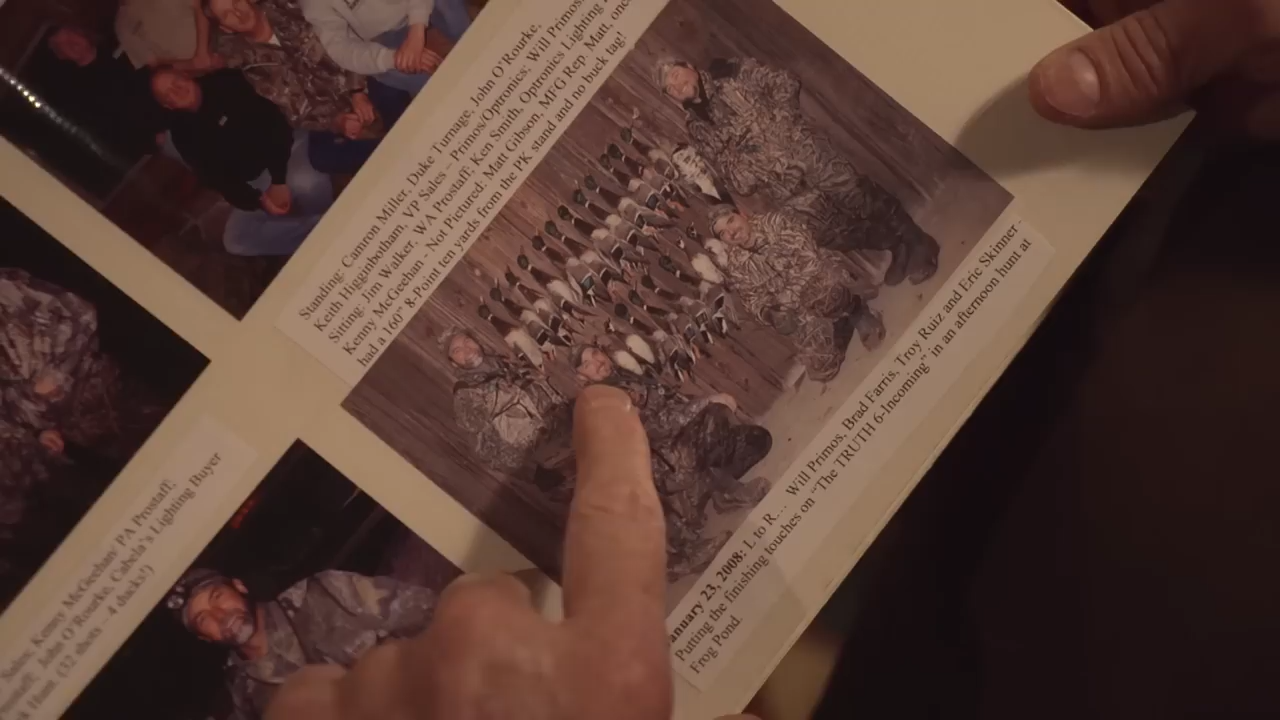 Standing: Camron Miller, Duke Turnage, John O'Rourke,
Keith Higginbotham, VP Sales – Primos/Optronics; Will Primos,
Sitting: Jim Walker, WA Prostaff; Ken Smith, Optronics Lighting
Kenny McGeehan - Not Pictured: Matt Gibson, MFG Rep Matt, once
had a 160" 8-Point ten yards from the PK stand and no buck tag!
January 23, 2008: L to R… Will Primos, Brad Farris, Troy Ruiz and Eric Skinner
Putting the finishing touches on "The TRUTH 6-Incoming" in an afternoon hunt at
Frog Pond.
Sales, Kenny McGeehan/ PA Prostaff;
John O'Rourke, Cabela's Lighting Buyer
Hunt. (32 shots – 4 ducks!)